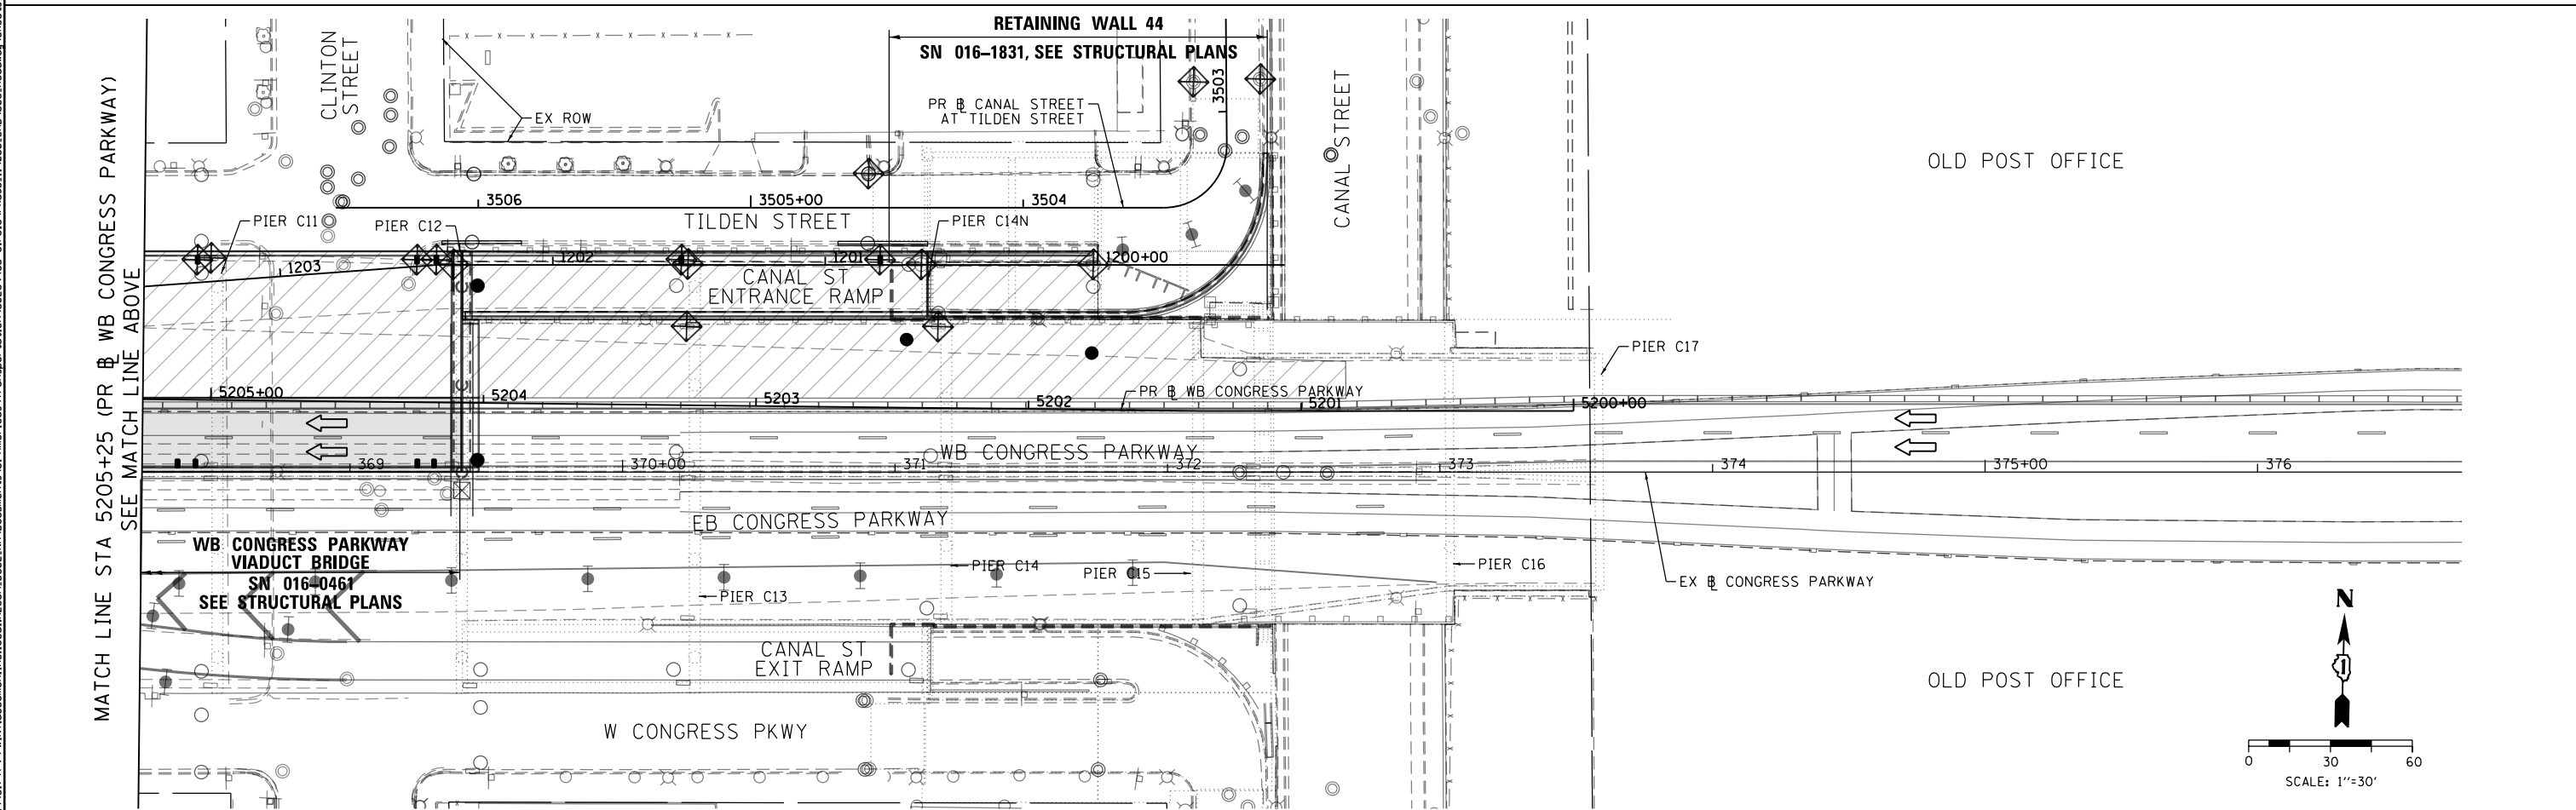 RETAINING WALL 44
SN 016-1831, SEE STRUCTURAL PLANS
CLINTON
STREET
EX ROW
PR ℄ CANAL STREET
AT TILDEN STREET
3503
CANAL STREET
OLD POST OFFICE
MATCH LINE STA 5205+25 (PR ℄ WB CONGRESS PARKWAY)
SEE MATCH LINE ABOVE
3506
3505+00
3504
TILDEN STREET
PIER C11
PIER C12
PIER C14N
1203
1202
1201
1200+00
CANAL ST
ENTRANCE RAMP
PIER C17
5205+00
5204
5203
5202
5201
5200+00
PR ℄ WB CONGRESS PARKWAY
WB CONGRESS PARKWAY
369
370+00
371
372
373
374
375+00
376
EB CONGRESS PARKWAY
WB CONGRESS PARKWAY
VIADUCT BRIDGE
SN 016-0461
SEE STRUCTURAL PLANS
PIER C13
PIER C14
PIER C15
PIER C16
EX ℄ CONGRESS PARKWAY
CANAL ST
EXIT RAMP
W CONGRESS PKWY
OLD POST OFFICE
N
1
0 30 60
SCALE: 1"=30'